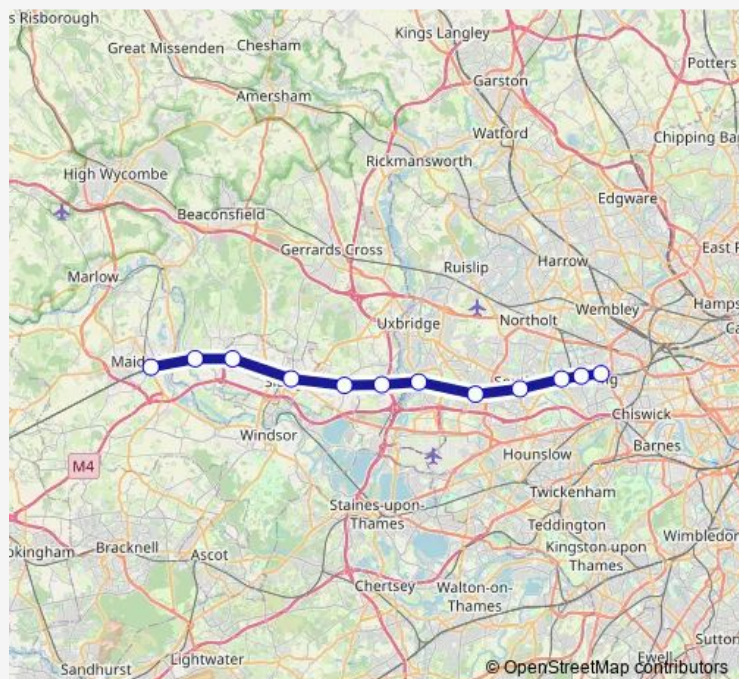 s Risborough
Great Missenden
Chesham
Kings Langley
Potters
Garston
Amersham
Watford
Chipping Ba
Rickmansworth
High Wycombe
Edgware
Beaconsfield
Gerrards Cross
East F
Ruislip
Harrow
Marlow
Hamps
Wembley
Northolt
Uxbridge
Ca
Maid
Chiswick
Windsor
Barnes
Hounslow
M4
Twickenham
Staines-upon-
Thames
Teddington
Wimbledo
okingham
Bracknell
Ascot
Kingston upon
Thames
Chertsey
Walton-on-
Thames
Sutton
Lightwater
Ewell
Sandhurst
© OpenStreetMap contributors